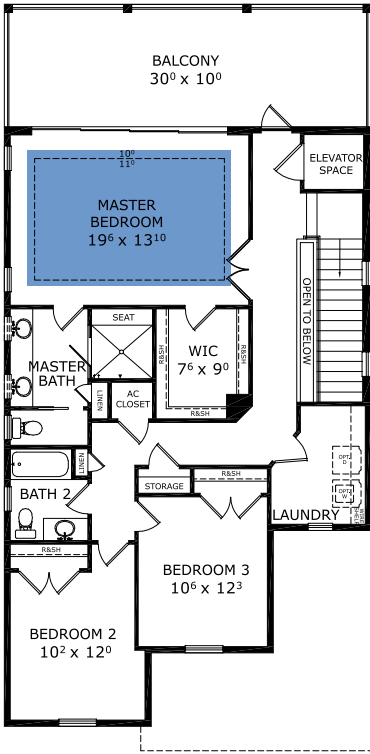 BALCONY
30⁰ x 10⁰
ELEVATOR
SPACE
10⁰
11⁰
MASTER
BEDROOM
19⁶ x 13¹⁰
OPEN TO BELOW
SEAT
R&SH
WIC
7⁶ x 9⁰
R&SH
R&SH
MASTER
BATH
LINEN
AC
CLOSET
LINEN
BATH 2
STORAGE
R&SH
OPT.
D
OPT.
W
LAUNDRY
R&SH
BEDROOM 3
10⁶ x 12³
BEDROOM 2
10² x 12⁰